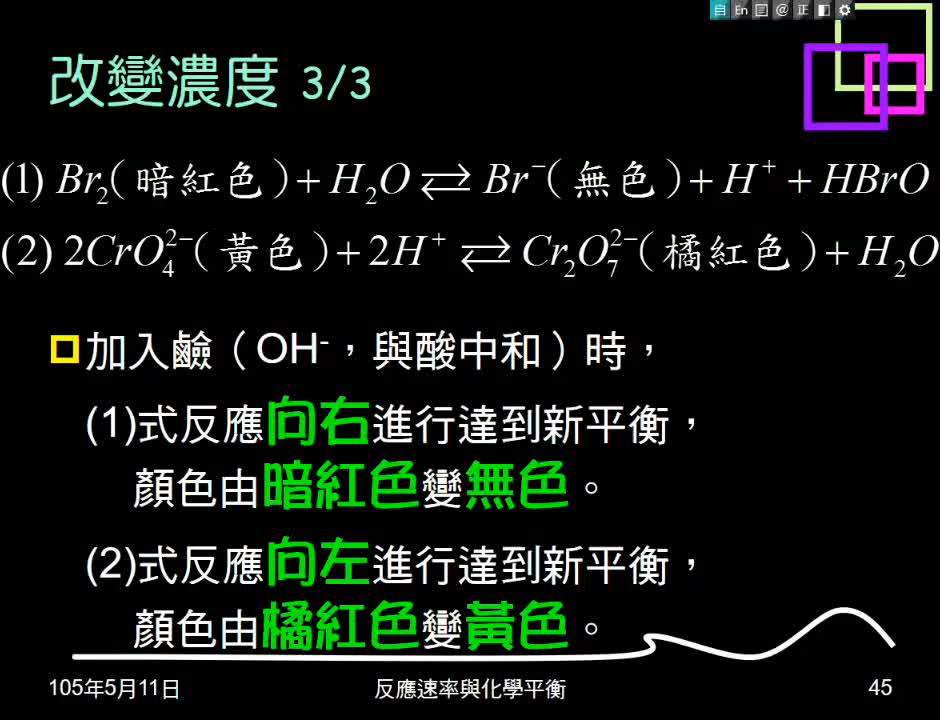 自 En @ 正
改變濃度 3/3
(1) Br₂(暗紅色)+H₂O⇌Br⁻(無色)+H⁺+HBrO
(2) 2CrO₄²⁻(黃色)+2H⁺⇌Cr₂O₇²⁻(橘紅色)+H₂O
加入鹼（OH⁻，與酸中和）時，
(1)式反應向右進行達到新平衡，
顏色由暗紅色變無色。
(2)式反應向左進行達到新平衡，
顏色由橘紅色變黃色。
105年5月11日 反應速率與化學平衡 45